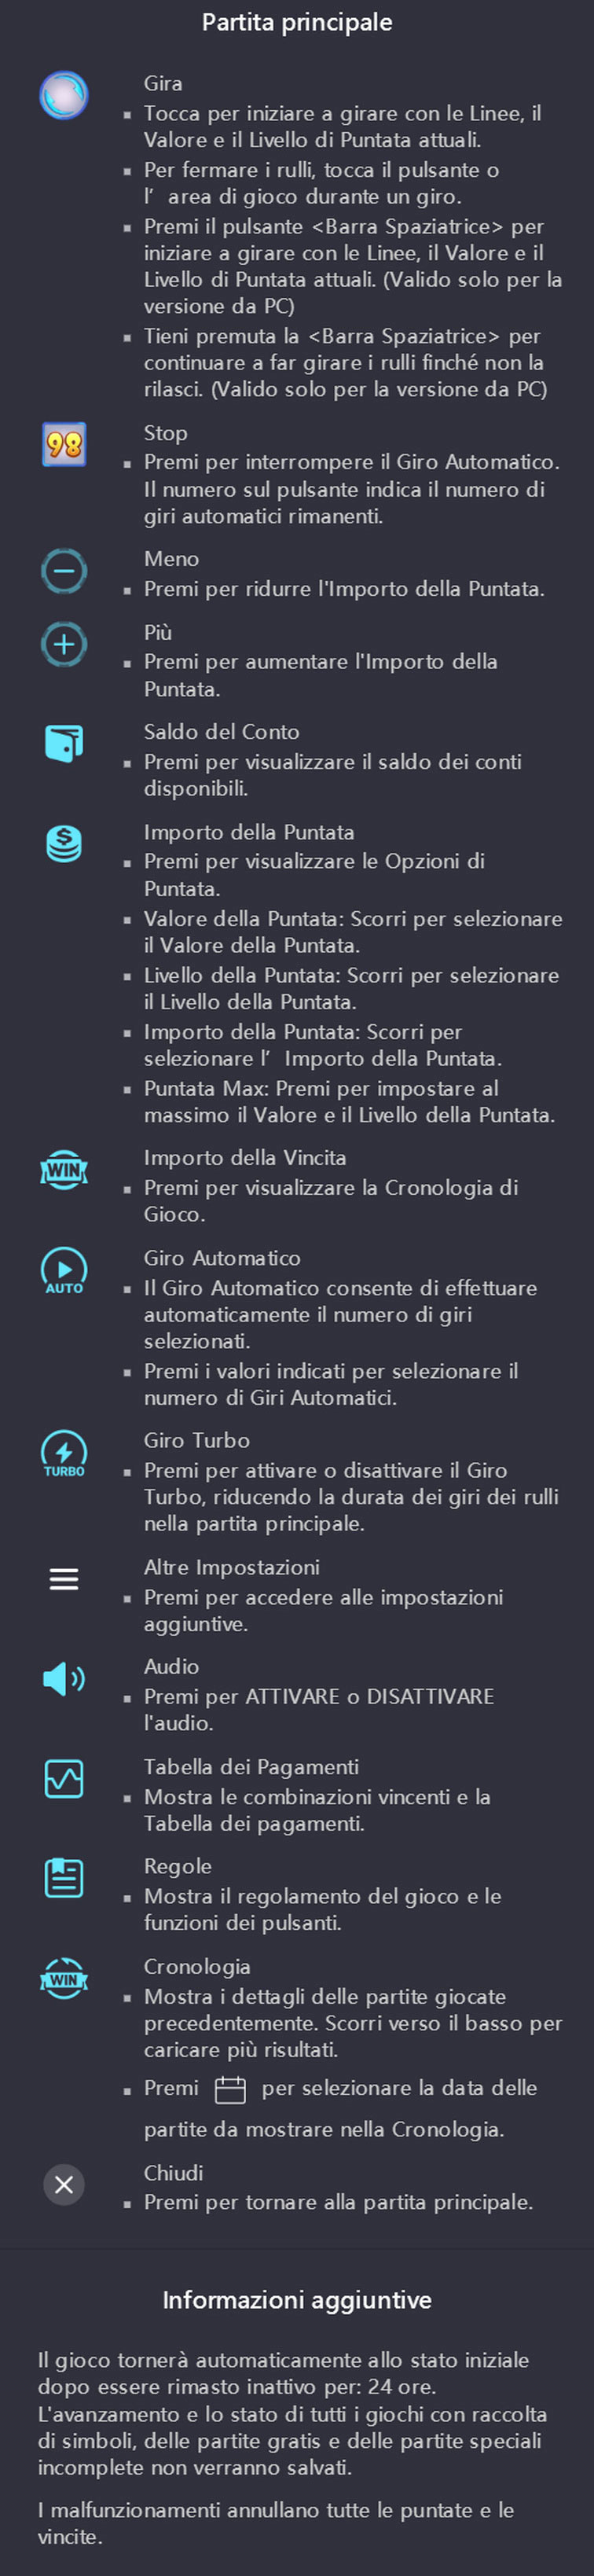 Partita principale
Gira
▪ Tocca per iniziare a girare con le Linee, il
Valore e il Livello di Puntata attuali.
▪ Per fermare i rulli, tocca il pulsante o
l’area di gioco durante un giro.
▪ Premi il pulsante <Barra Spaziatrice> per
iniziare a girare con le Linee, il Valore e il
Livello di Puntata attuali. (Valido solo per la
versione da PC)
▪ Tieni premuta la <Barra Spaziatrice> per
continuare a far girare i rulli finché non la
rilasci. (Valido solo per la versione da PC)
98
Stop
▪ Premi per interrompere il Giro Automatico.
Il numero sul pulsante indica il numero di
giri automatici rimanenti.
Meno
▪ Premi per ridurre l'Importo della Puntata.
Più
▪ Premi per aumentare l'Importo della
Puntata.
Saldo del Conto
▪ Premi per visualizzare il saldo dei conti
disponibili.
$
Importo della Puntata
▪ Premi per visualizzare le Opzioni di
Puntata.
▪ Valore della Puntata: Scorri per selezionare
il Valore della Puntata.
▪ Livello della Puntata: Scorri per selezionare
il Livello della Puntata.
▪ Importo della Puntata: Scorri per
selezionare l’Importo della Puntata.
▪ Puntata Max: Premi per impostare al
massimo il Valore e il Livello della Puntata.
WIN
Importo della Vincita
▪ Premi per visualizzare la Cronologia di
Gioco.
AUTO
Giro Automatico
▪ Il Giro Automatico consente di effettuare
automaticamente il numero di giri
selezionati.
▪ Premi i valori indicati per selezionare il
numero di Giri Automatici.
TURBO
Giro Turbo
▪ Premi per attivare o disattivare il Giro
Turbo, riducendo la durata dei giri dei rulli
nella partita principale.
Altre Impostazioni
▪ Premi per accedere alle impostazioni
aggiuntive.
Audio
▪ Premi per ATTIVARE o DISATTIVARE
l'audio.
Tabella dei Pagamenti
▪ Mostra le combinazioni vincenti e la
Tabella dei pagamenti.
Regole
▪ Mostra il regolamento del gioco e le
funzioni dei pulsanti.
WIN
Cronologia
▪ Mostra i dettagli delle partite giocate
precedentemente. Scorri verso il basso per
caricare più risultati.
▪ Premi per selezionare la data delle
partite da mostrare nella Cronologia.
Chiudi
▪ Premi per tornare alla partita principale.
Informazioni aggiuntive
Il gioco tornerà automaticamente allo stato iniziale
dopo essere rimasto inattivo per: 24 ore.
L'avanzamento e lo stato di tutti i giochi con raccolta
di simboli, delle partite gratis e delle partite speciali
incomplete non verranno salvati.
I malfunzionamenti annullano tutte le puntate e le
vincite.